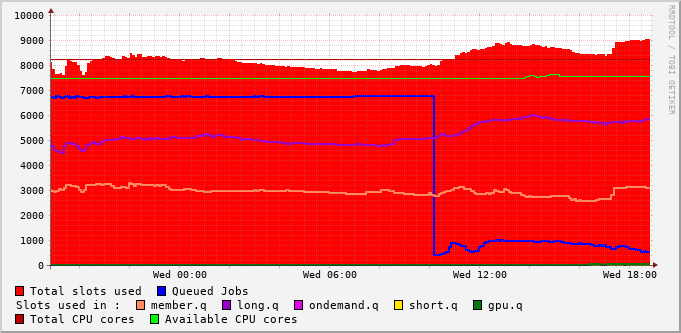 10000
9000
8000
7000
6000
5000
4000
3000
2000
1000
0
Wed 00:00 Wed 06:00 Wed 12:00 Wed 18:00
RRDTOOL / TOBI OETIKER
Total slots used Queued Jobs
Slots used in : member.q long.q ondemand.q short.q gpu.q
Total CPU cores Available CPU cores